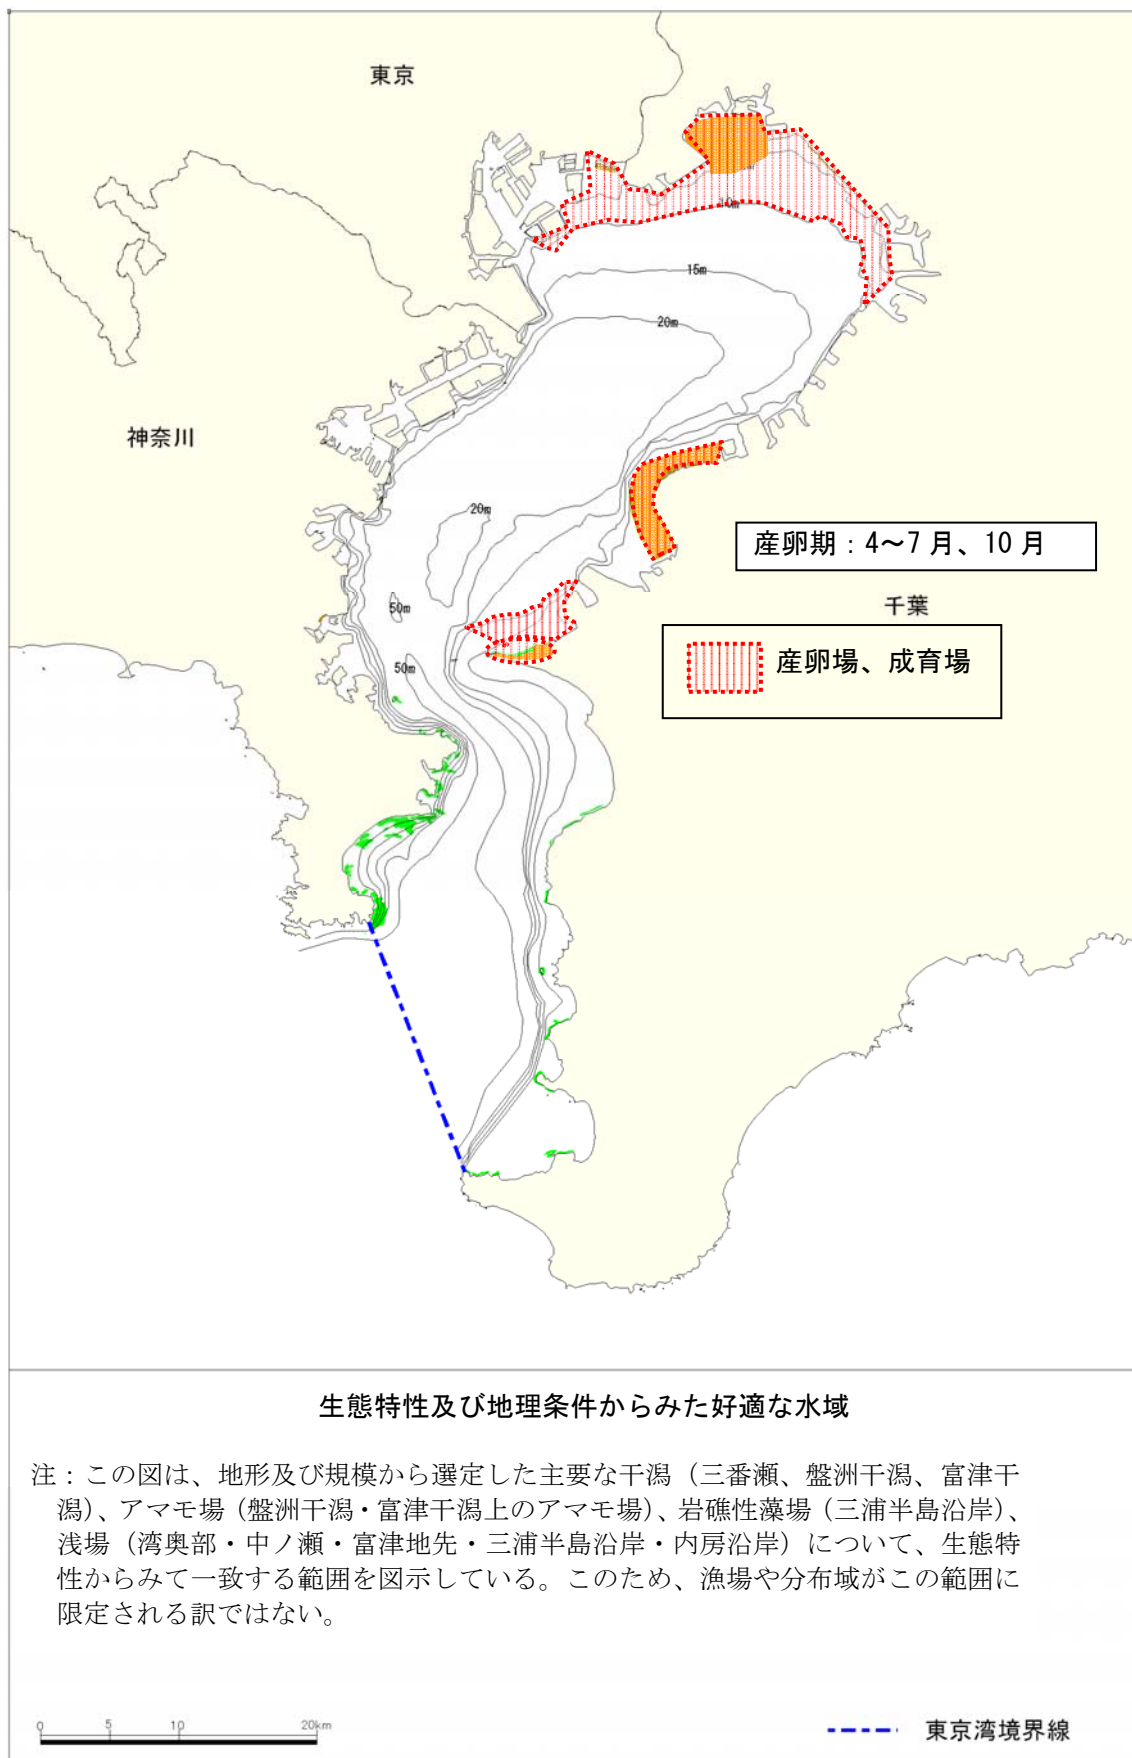 東京
10m
15m
20m
神奈川
20m
産卵期：4～7 月、10 月
50m
千葉
産卵場、成育場
50m
生態特性及び地理条件からみた好適な水域
注：この図は、地形及び規模から選定した主要な干潟（三番瀬、盤洲干潟、富津干
潟）、アマモ場（盤洲干潟・富津干潟上のアマモ場）、岩礁性藻場（三浦半島沿岸）、
浅場（湾奥部・中ノ瀬・富津地先・三浦半島沿岸・内房沿岸）について、生態特
性からみて一致する範囲を図示している。このため、漁場や分布域がこの範囲に
限定される訳ではない。
0 5 10 20km
東京湾境界線